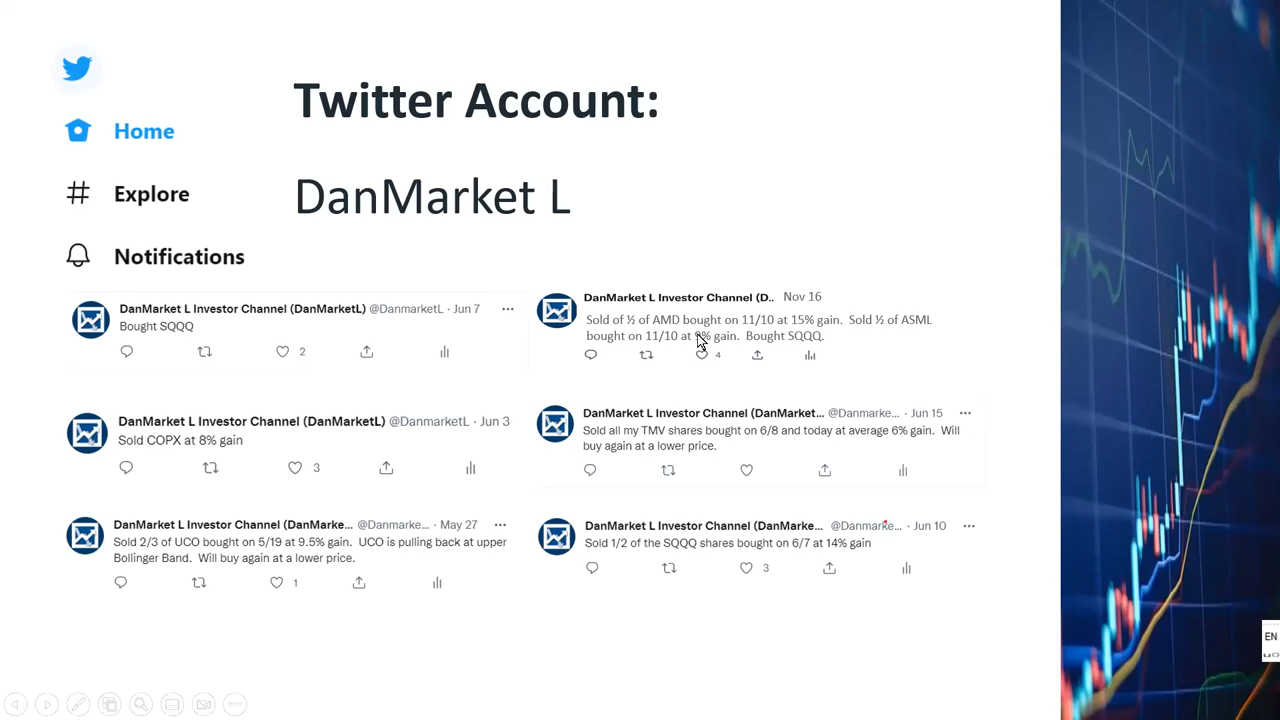 Twitter Account:
Home
DanMarket L
Explore
Notifications
DanMarket L Investor Channel (DanMarketL) @DanmarketL · Jun 7
Bought SQQQ
2
DanMarket L Investor Channel (D.. Nov 16
Sold of ½ of AMD bought on 11/10 at 15% gain. Sold ½ of ASML
bought on 11/10 at gain. Bought SQQQ.
4
DanMarket L Investor Channel (DanMarketL) @DanmarketL · Jun 3
Sold COPX at 8% gain
3
DanMarket L Investor Channel (DanMarket... @Danmarke... · Jun 15
Sold all my TMV shares bought on 6/8 and today at average 6% gain. Will
buy again at a lower price.
DanMarket L Investor Channel (DanMarke... @Danmarke... · May 27
Sold 2/3 of UCO bought on 5/19 at 9.5% gain. UCO is pulling back at upper
Bollinger Band. Will buy again at a lower price.
1
DanMarket L Investor Channel (DanMarke... @Danmarke... · Jun 10
Sold 1/2 of the SQQQ shares bought on 6/7 at 14% gain
3
EN